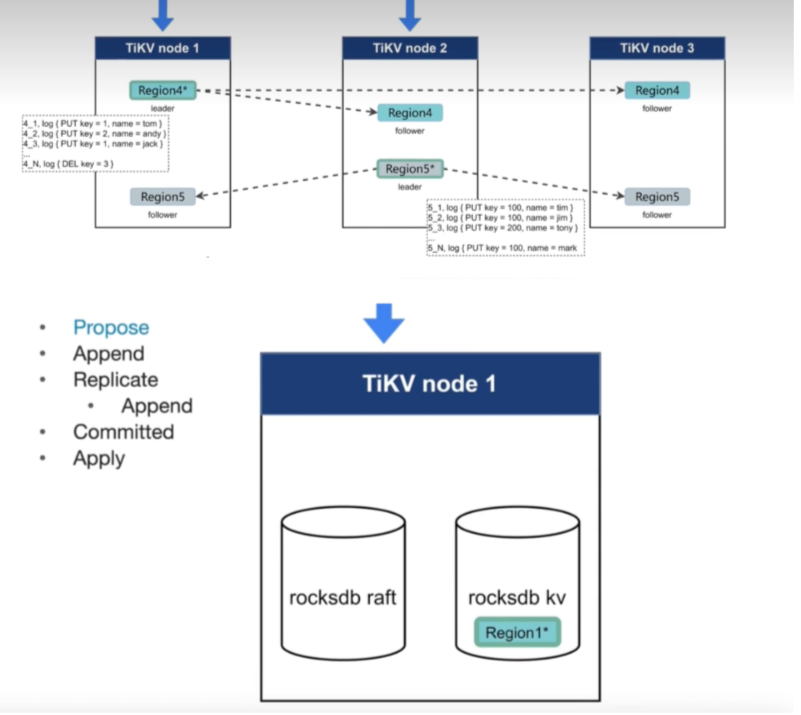 TiKV node 1
TiKV node 2
TiKV node 3
Region4*
leader
Region4
follower
Region4
follower
4_1, log { PUT key = 1, name = tom }
4_2, log { PUT key = 2, name = andy }
4_3, log { PUT key = 1, name = jack }
...
4_N, log { DEL key = 3 }
Region5*
leader
Region5
follower
Region5
follower
5_1, log { PUT key = 100, name = tim }
5_2, log { PUT key = 100, name = jim }
5_3, log { PUT key = 200, name = tony }
...
5_N, log { PUT key = 100, name = mark
• Propose
• Append
• Replicate
• Append
• Committed
• Apply
TiKV node 1
rocksdb raft
rocksdb kv
Region1*